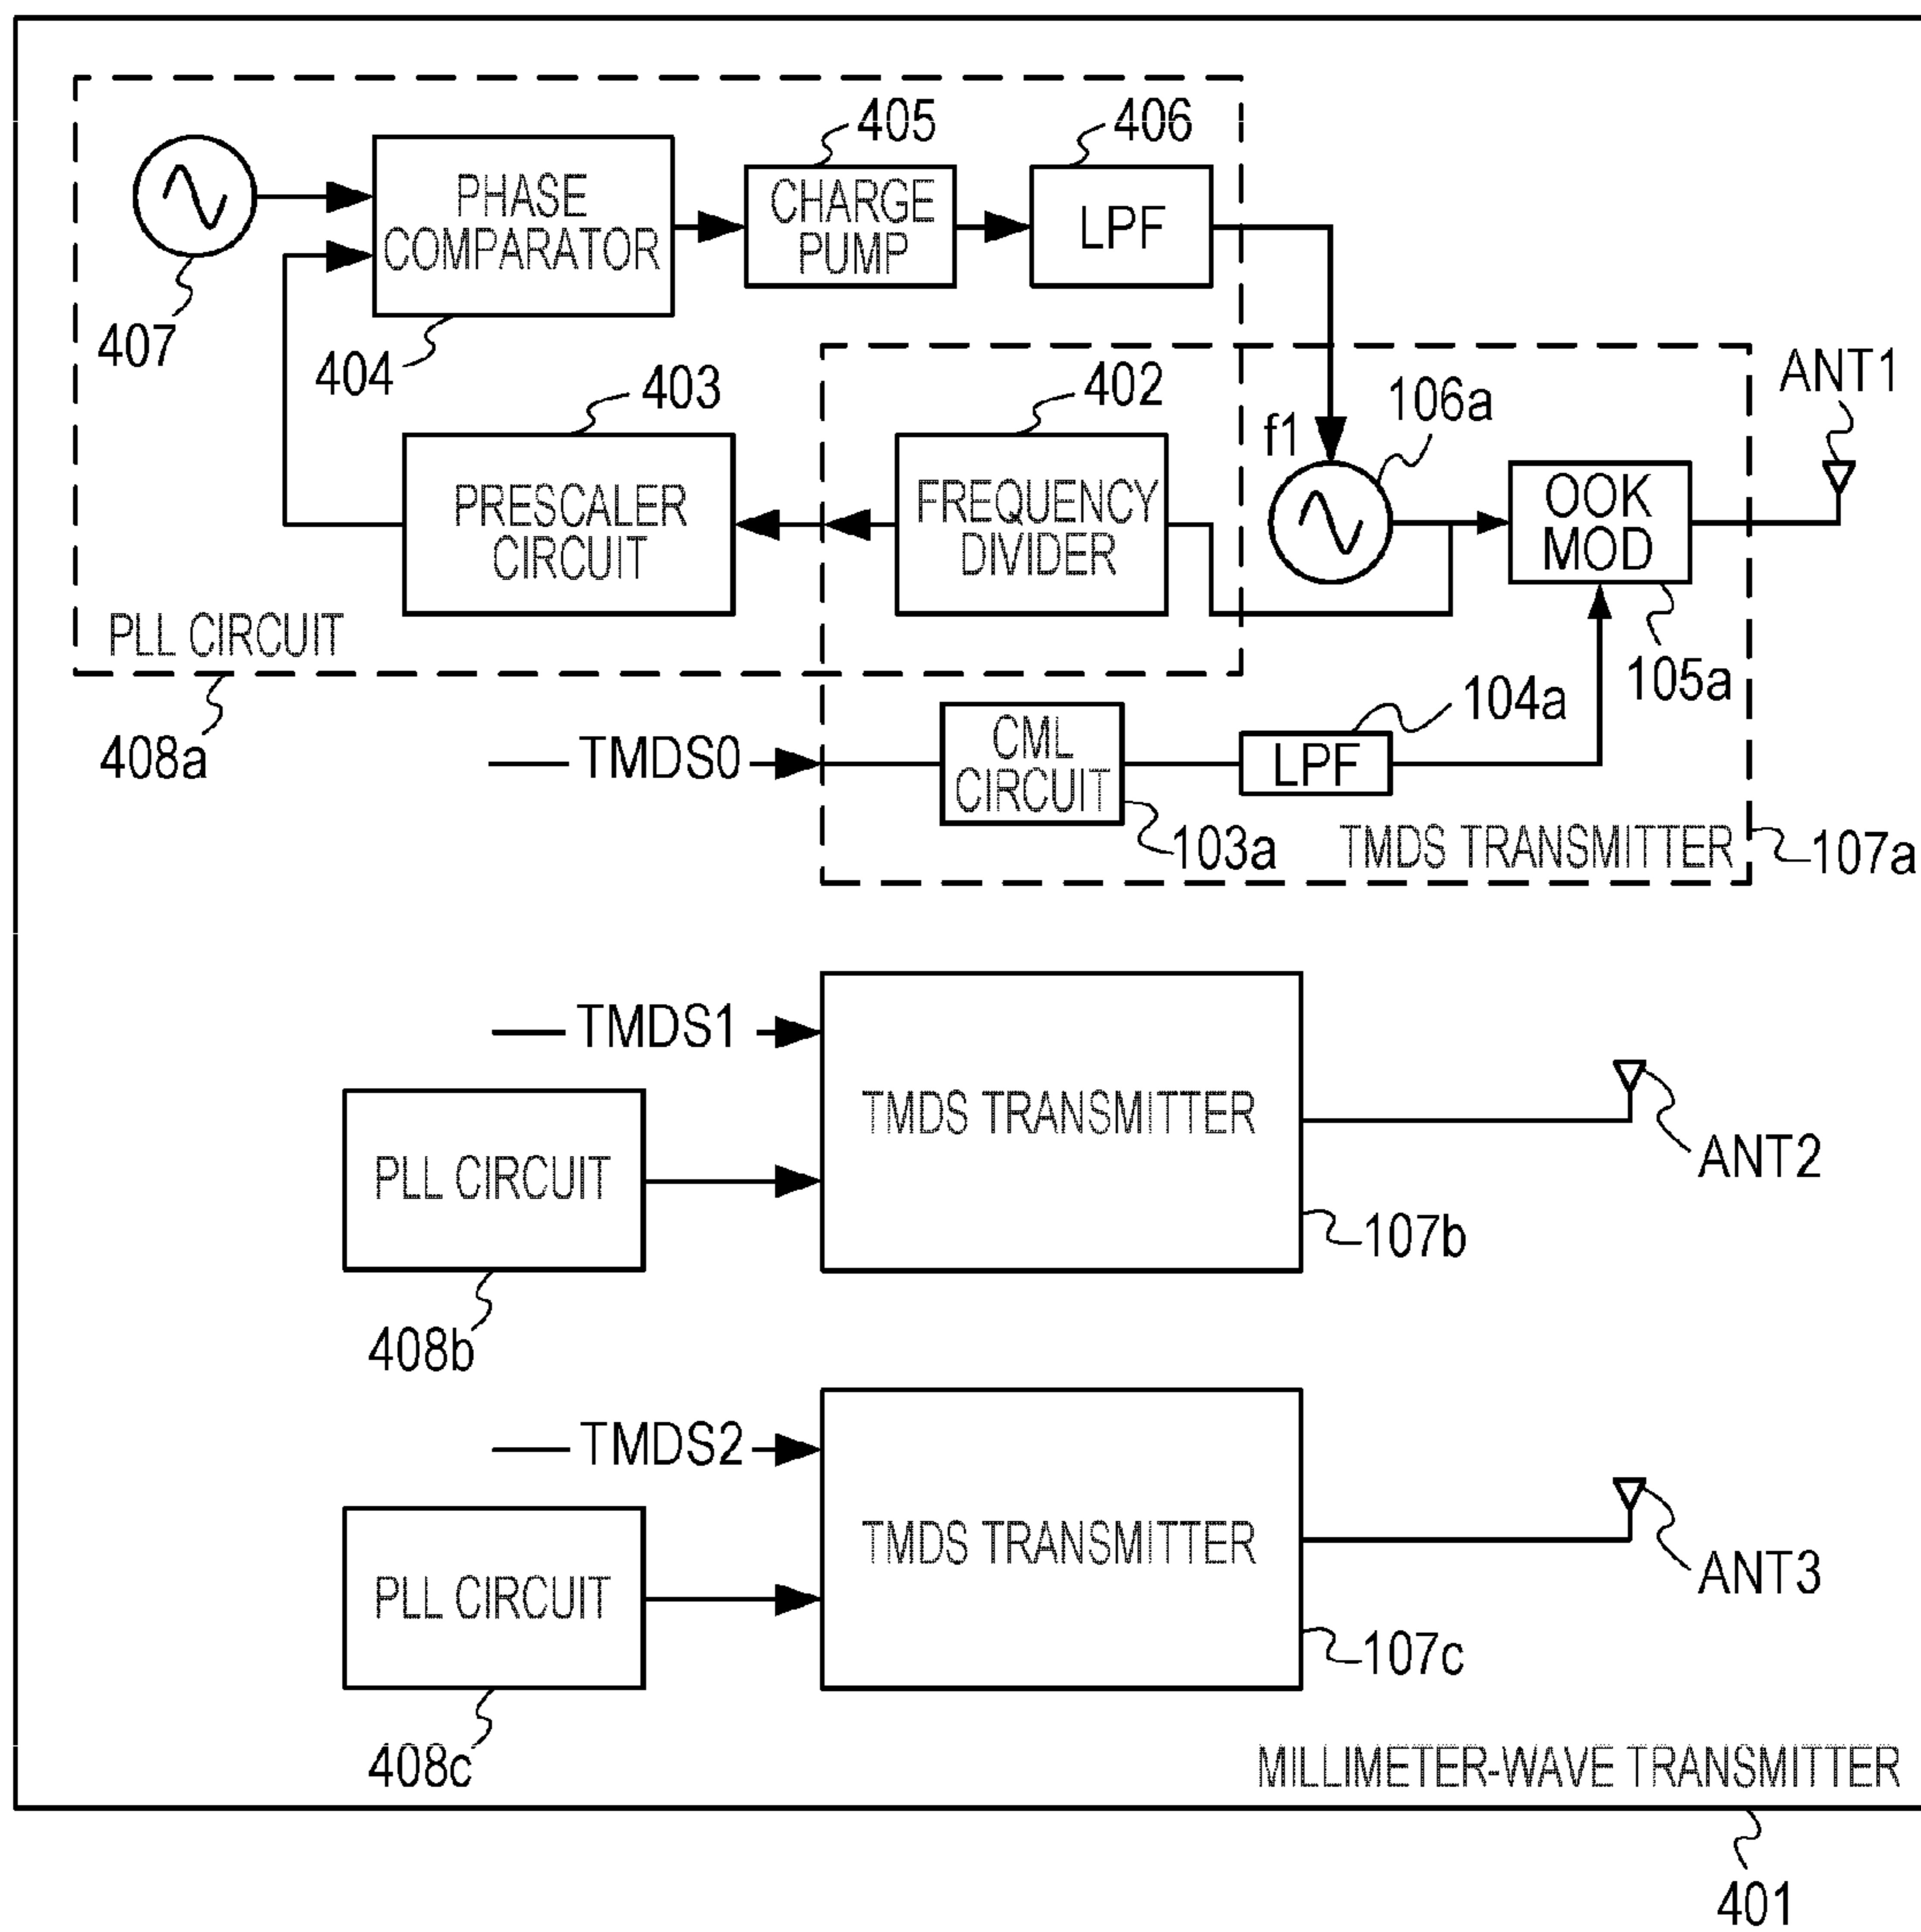 405
406
PHASE
COMPARATOR
CHARGE
PUMP
LPF
407
404
403
402
106a
ANT1
f1
PRESCALER
CIRCUIT
FREQUENCY
DIVIDER
OOK
MOD
PLL CIRCUIT
408a
105a
104a
TMDS0
CML
CIRCUIT
LPF
103a
TMDS TRANSMITTER
107a
TMDS1
TMDS TRANSMITTER
PLL CIRCUIT
ANT2
107b
408b
TMDS2
TMDS TRANSMITTER
PLL CIRCUIT
ANT3
107c
408c
MILLIMETER-WAVE TRANSMITTER
401